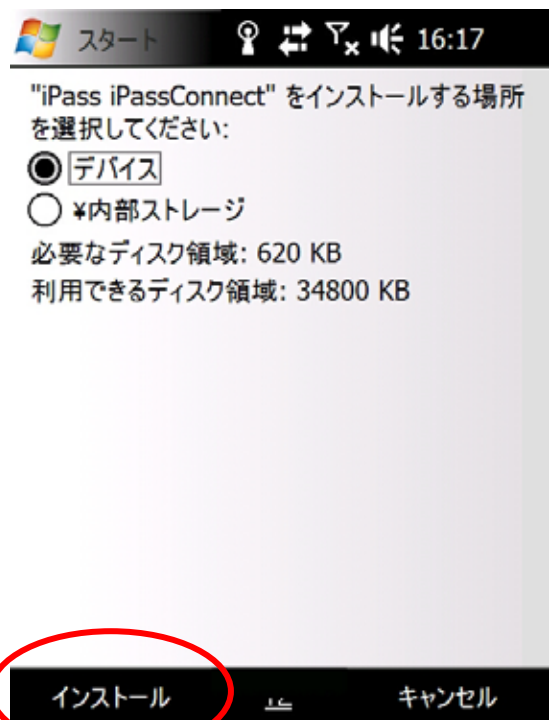 スタート 16:17
"iPass iPassConnect" をインストールする場所
を選択してください:
デバイス
¥内部ストレージ
必要なディスク領域: 620 KB
利用できるディスク領域: 34800 KB
インストール キャンセル